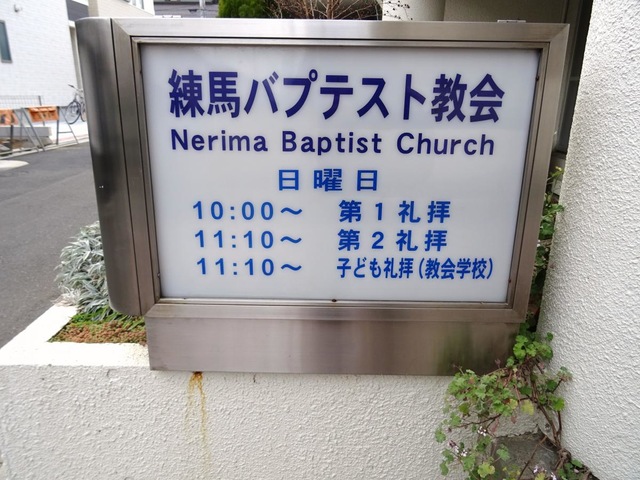 練馬バプテスト教会
Nerima Baptist Church
日曜日
10:00〜 第1礼拝
11:10〜 第2礼拝
11:10〜 子ども礼拝(教会学校)